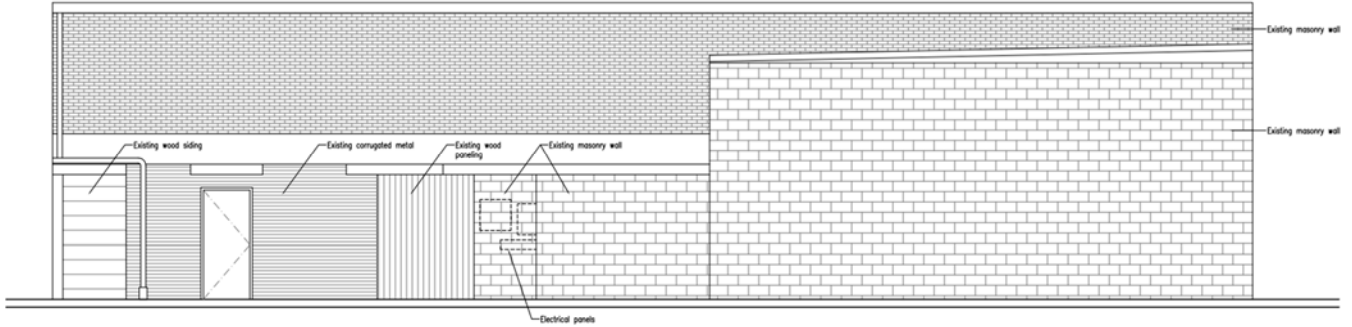 Existing masonry wall
Existing masonry wall
Existing wood siding
Existing corrugated metal
Existing wood
paneling
Existing masonry wall
Electrical panels